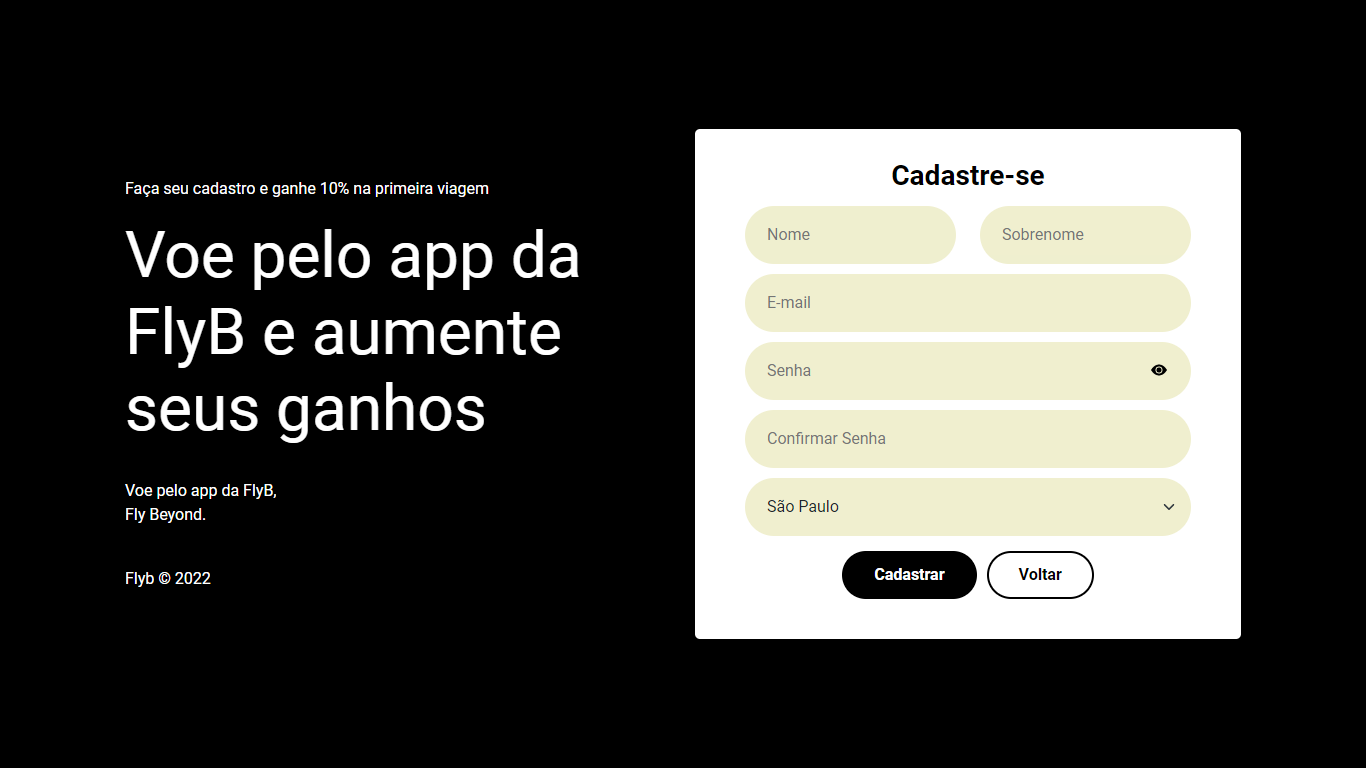 Faça seu cadastro e ganhe 10% na primeira viagem
Voe pelo app da
FlyB e aumente
seus ganhos
Voe pelo app da FlyB,
Fly Beyond.
Flyb © 2022
Cadastre-se
Nome
Sobrenome
E-mail
Senha
Confirmar Senha
São Paulo
Cadastrar
Voltar